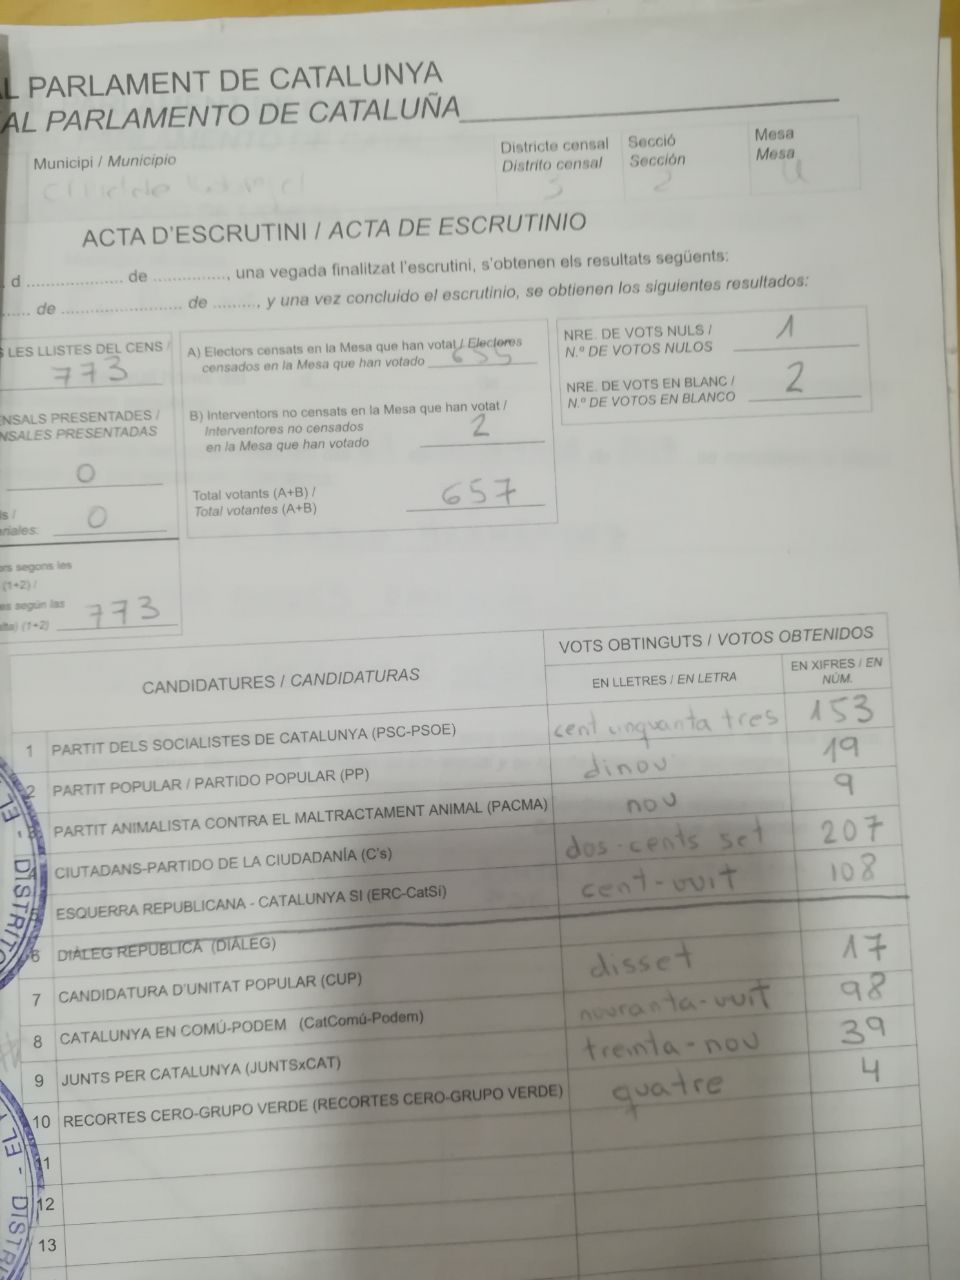 AL PARLAMENT DE CATALUNYA
AL PARLAMENTO DE CATALUÑA
Municipi / Municipio
Districte censal
Distrito censal
3
Secció
Sección
2
Mesa
Mesa
U
ACTA D'ESCRUTINI / ACTA DE ESCRUTINIO
d .................... de ..............., una vegada finalitzat l'escrutini, s'obtenen els resultats següents:
...... de ......................... de .........., y una vez concluido el escrutinio, se obtienen los siguientes resultados:
S LES LLISTES DEL CENS /
773
ENSALS PRESENTADES /
NSALES PRESENTADAS
0
ls /
eriales: 0
ors segons les
(1+2) /
es según las
(1+2) 773
A) Electors censats en la Mesa que han votat / Electores
censados en la Mesa que han votado 655
B) Interventors no censats en la Mesa que han votat /
Interventores no censados
en la Mesa que han votado 2
Total votants (A+B) /
Total votantes (A+B) 657
NRE. DE VOTS NULS /
N.º DE VOTOS NULOS 1
NRE. DE VOTS EN BLANC /
N.º DE VOTOS EN BLANCO 2
CANDIDATURES / CANDIDATURAS
VOTS OBTINGUTS / VOTOS OBTENIDOS
EN LLETRES / EN LETRA
EN XIFRES / EN
NÚM.
1 PARTIT DELS SOCIALISTES DE CATALUNYA (PSC-PSOE) cent cinquanta tres 153
2 PARTIT POPULAR / PARTIDO POPULAR (PP) dinou 19
3 PARTIT ANIMALISTA CONTRA EL MALTRACTAMENT ANIMAL (PACMA) nou 9
4 CIUTADANS-PARTIDO DE LA CIUDADANÍA (C's) dos-cents set 207
5 ESQUERRA REPUBLICANA - CATALUNYA SI (ERC-CatSí) cent-vuit 108
6 DIÀLEG REPUBLICÀ (DIÀLEG)
7 CANDIDATURA D'UNITAT POPULAR (CUP) disset 17
8 CATALUNYA EN COMÚ-PODEM (CatComú-Podem) nouranta-vuit 98
9 JUNTS PER CATALUNYA (JUNTSxCAT) treinta-nou 39
10 RECORTES CERO-GRUPO VERDE (RECORTES CERO-GRUPO VERDE) quatre 4
11
12
13
EL - DISTRITO
EL - DISTRI